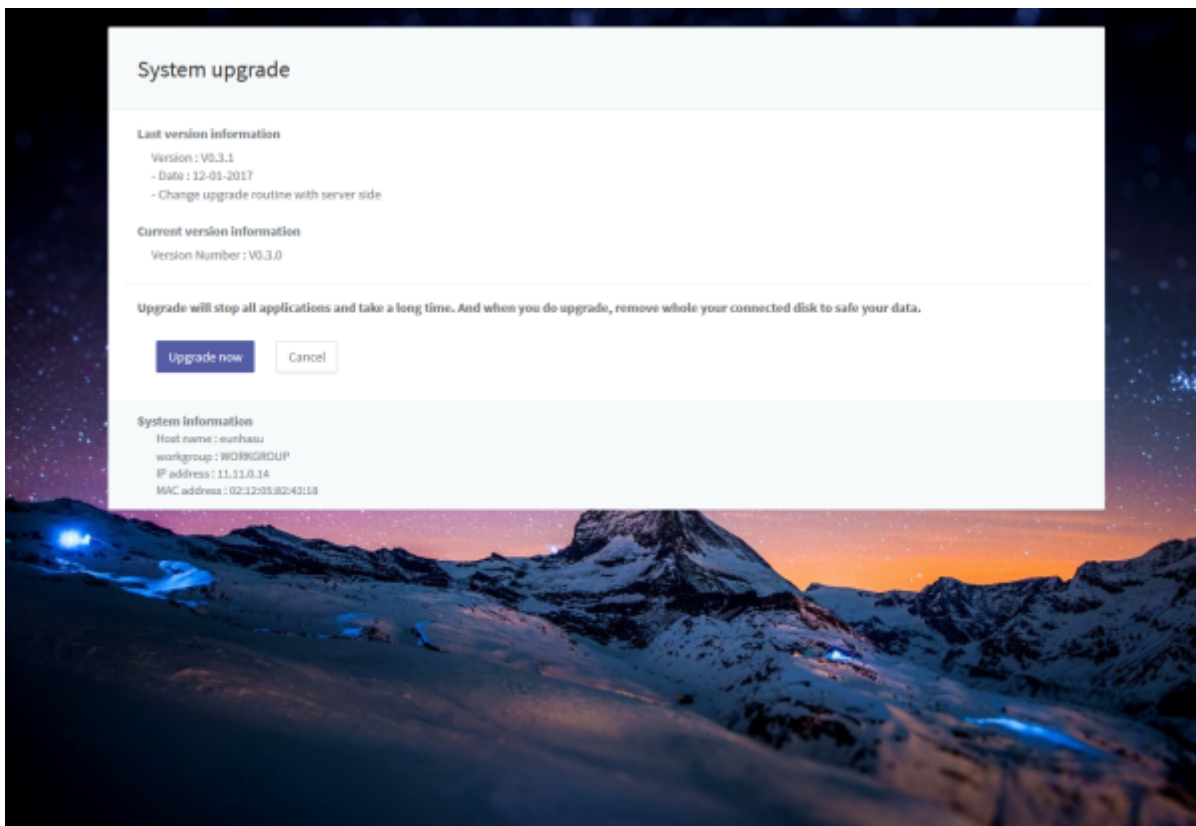 System upgrade
Last version information
Version : V0.3.1
- Date : 12-01-2017
- Change upgrade routine with server side
Current version information
Version Number : V0.3.0
Upgrade will stop all applications and take a long time. And when you do upgrade, remove whole your connected disk to safe your data.
Upgrade now
Cancel
System information
Host name : eunhasu
workgroup : WORKGROUP
IP address : 11.11.0.14
MAC address : 02:12:05:82:43:18